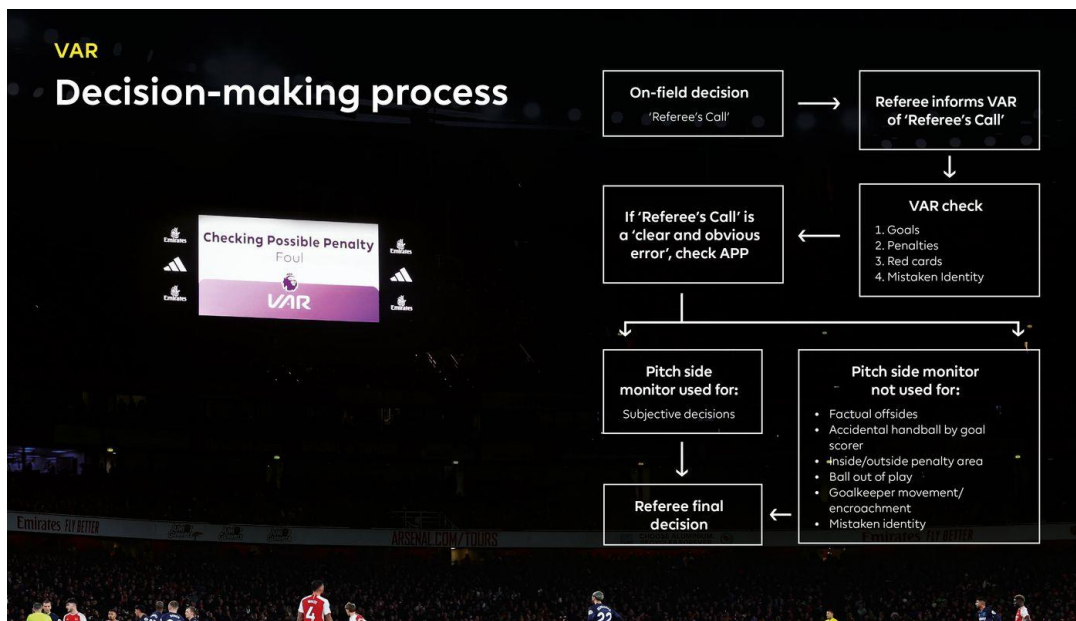 VAR
Decision-making process
On-field decision
'Referee's Call'
Referee informs VAR
of 'Referee's Call'
VAR check
1. Goals
2. Penalties
3. Red cards
4. Mistaken Identity
If 'Referee's Call' is
a 'clear and obvious
error', check APP
Pitch side
monitor used for:
Subjective decisions
Pitch side monitor
not used for:
• Factual offsides
• Accidental handball by goal
scorer
• Inside/outside penalty area
• Ball out of play
• Goalkeeper movement/
encroachment
• Mistaken identity
Referee final
decision
Checking Possible Penalty
Foul
VAR
Emirates
Emirates
Emirates
Emirates
Emirates FLY BETTER
ARSENAL.COM/TOURS
Emirates FLY BETTER
4
22